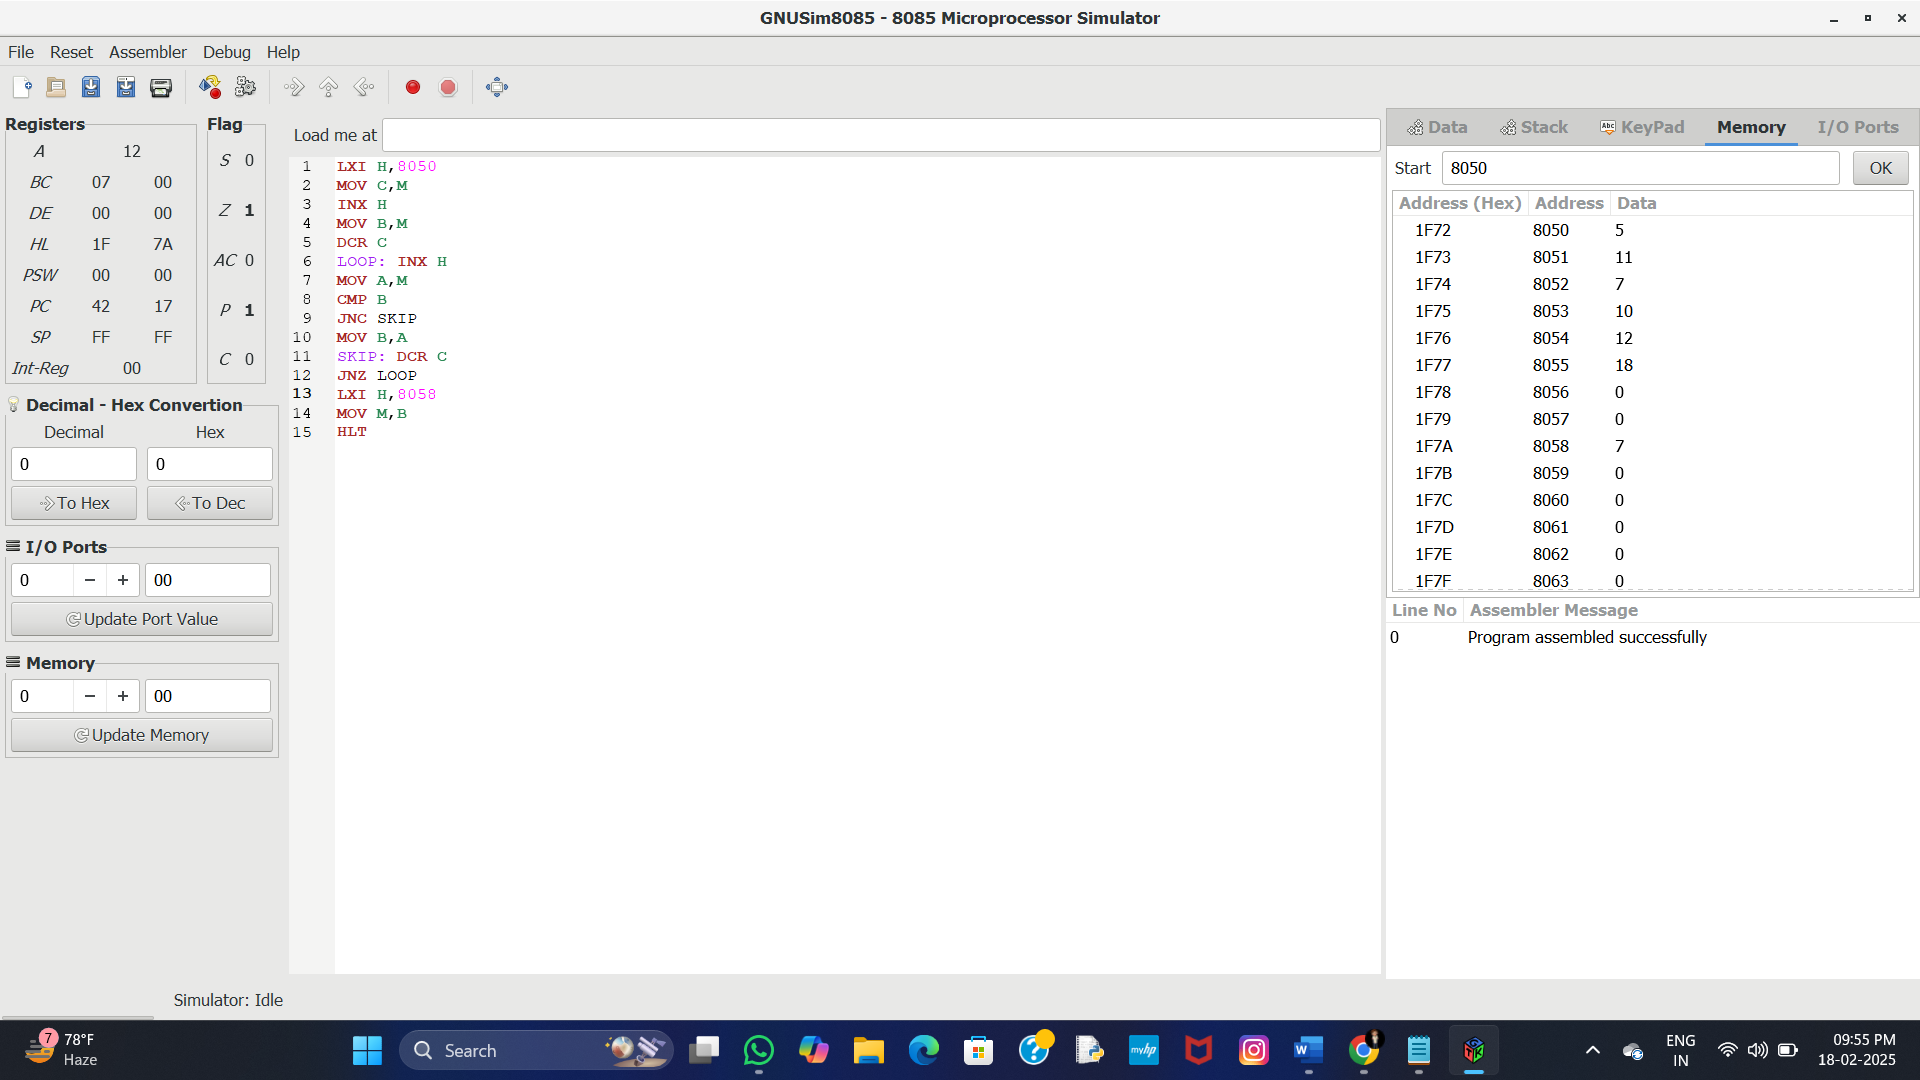 GNUSim8085 - 8085 Microprocessor Simulator
File Reset Assembler Debug Help
Registers
A 12
BC 07 00
DE 00 00
HL 1F 7A
PSW 00 00
PC 42 17
SP FF FF
Int-Reg 00
Flag
S 0
Z 1
AC 0
P 1
C 0
Decimal - Hex Convertion
Decimal Hex
0 0
To Hex To Dec
I/O Ports
0 − + 00
Update Port Value
Memory
0 − + 00
Update Memory
Load me at
1 LXI H,8050
2 MOV C,M
3 INX H
4 MOV B,M
5 DCR C
6 LOOP: INX H
7 MOV A,M
8 CMP B
9 JNC SKIP
10 MOV B,A
11 SKIP: DCR C
12 JNZ LOOP
13 LXI H,8058
14 MOV M,B
15 HLT
Data Stack Abc KeyPad Memory I/O Ports
Start 8050 OK
Address (Hex) Address Data
1F72 8050 5
1F73 8051 11
1F74 8052 7
1F75 8053 10
1F76 8054 12
1F77 8055 18
1F78 8056 0
1F79 8057 0
1F7A 8058 7
1F7B 8059 0
1F7C 8060 0
1F7D 8061 0
1F7E 8062 0
1F7F 8063 0
Line No Assembler Message
0 Program assembled successfully
Simulator: Idle
7 78°F
Haze
Search
myhp
W
ENG
IN
09:55 PM
18-02-2025